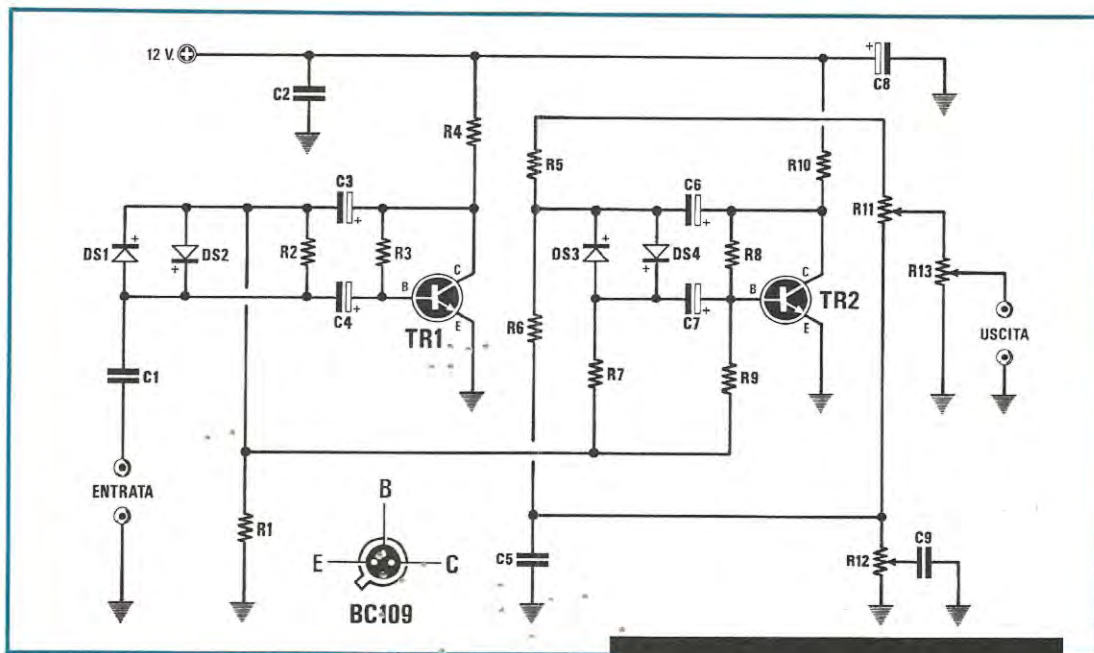 12 V.
C2
C8
R4
R5
R10
C3
C6
R11
DS1
DS2
R2
R3
DS3
DS4
R8
R13
C
B
E
TR1
C4
C
B
E
TR2
C7
USCITA
R6
C1
R7
R9
ENTRATA
R1
B
E
C
BC109
C5
R12
C9